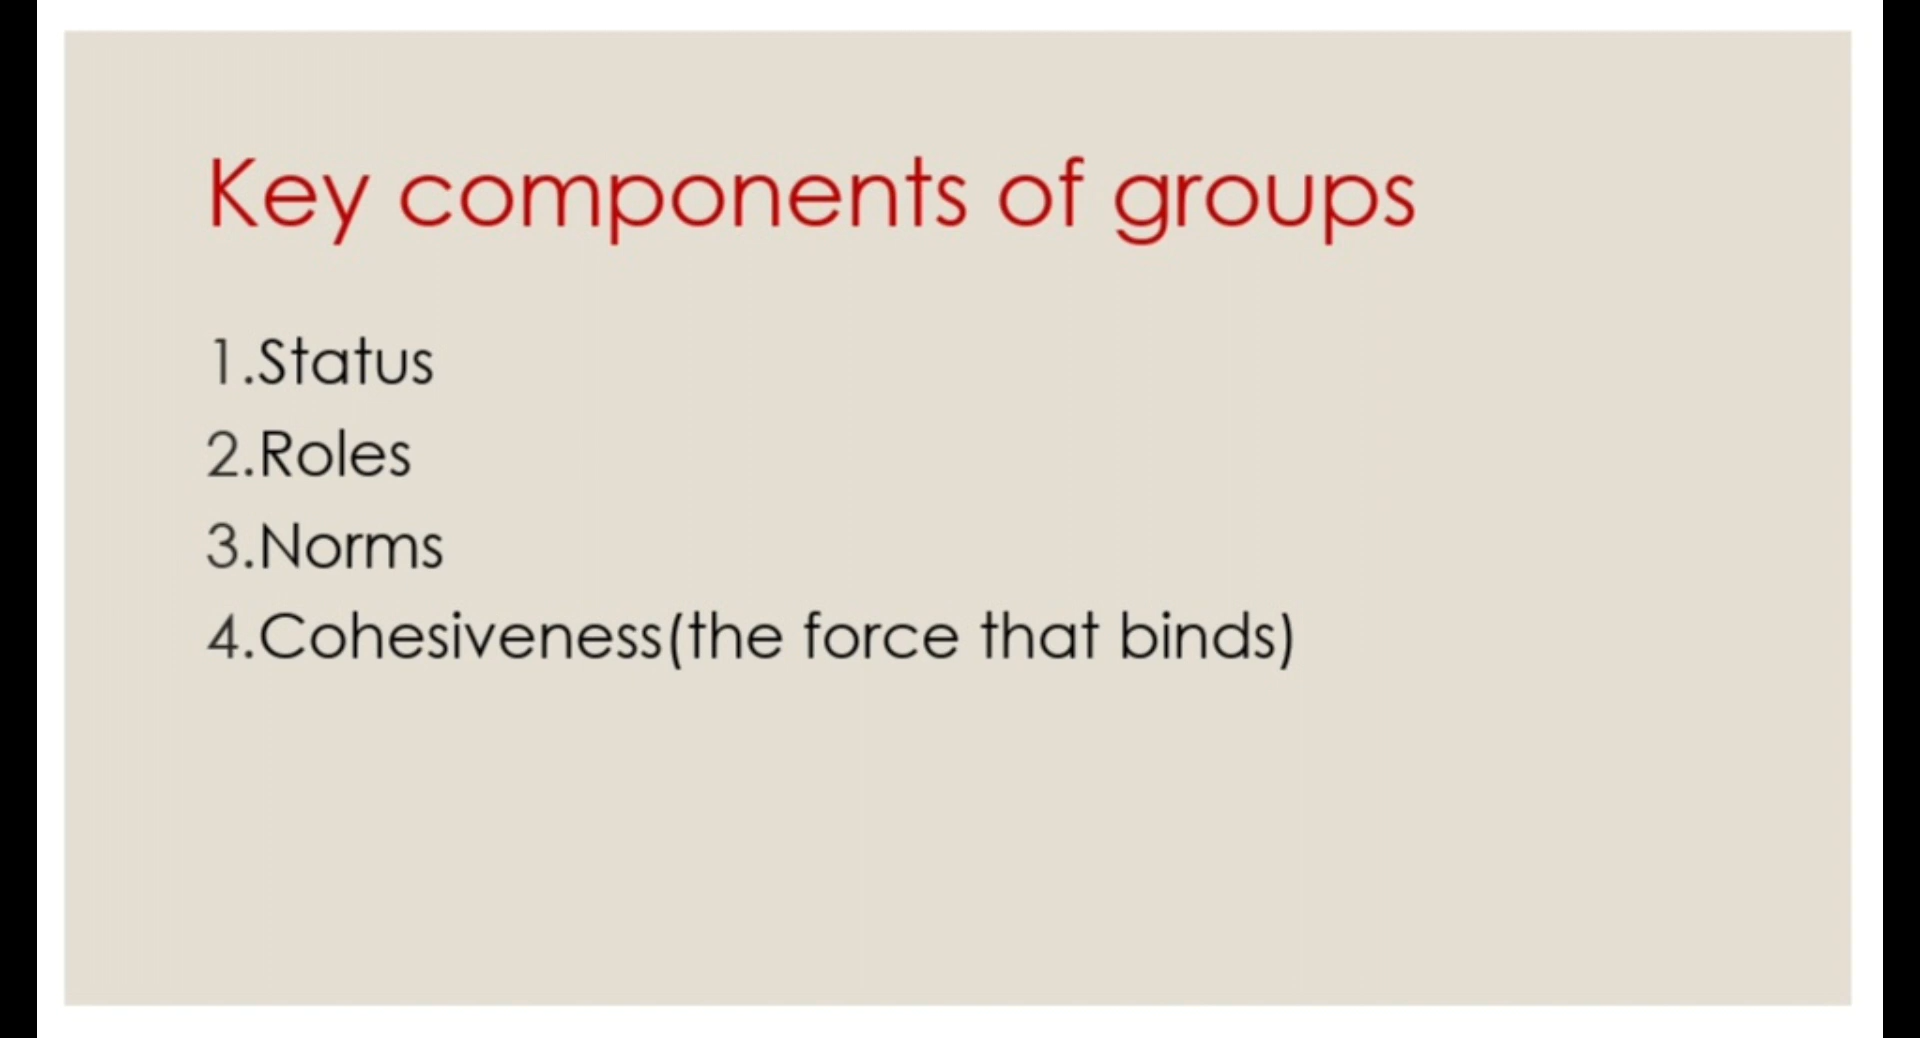 Key components of groups
1.Status
2.Roles
3.Norms
4.Cohesiveness(the force that binds)